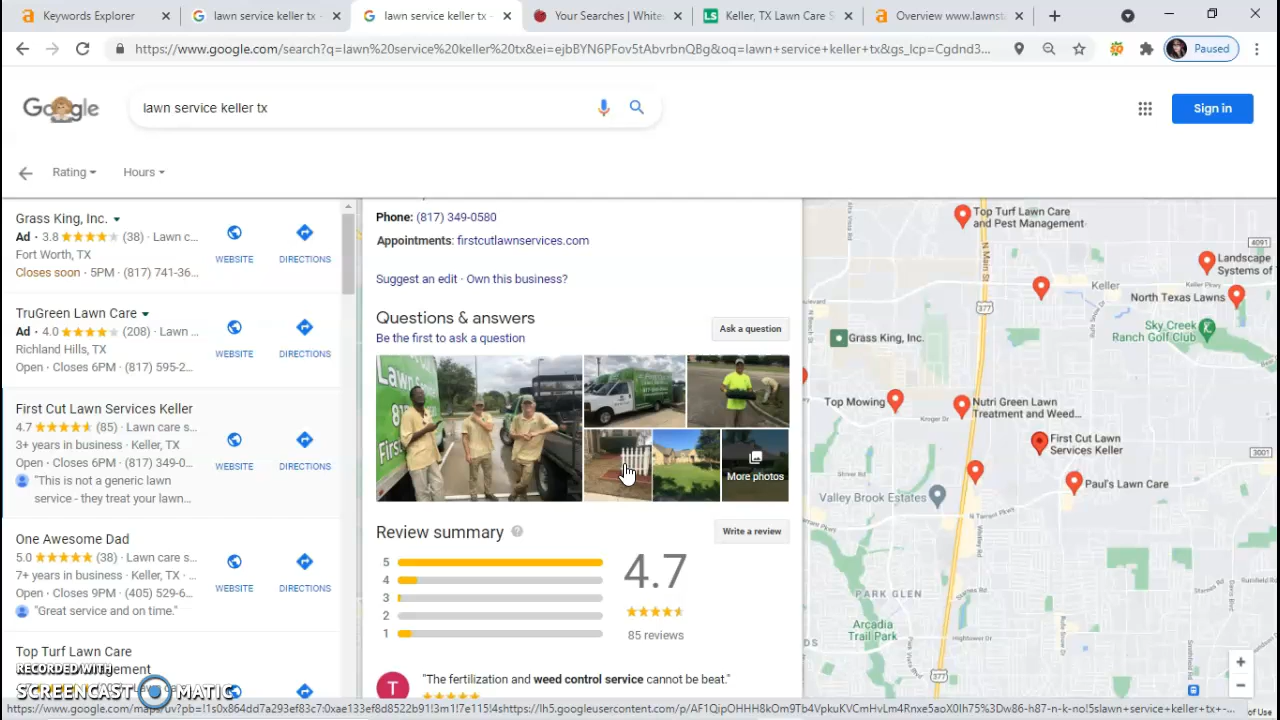 Keywords Explorer
lawn service keller tx -
lawn service keller tx -
Your Searches | White
Keller, TX Lawn Care S
Overview www.lawnst
https://www.google.com/search?q=lawn%20service%20keller%20tx&ei=ejbBYN6PFov5tAbvrbnQBg&oq=lawn+service+keller+tx&gs_lcp=Cgdnd3...
Paused
Google
lawn service keller tx
Sign in
Rating
Hours
Grass King, Inc.
Ad · 3.8 (38) · Lawn c...
Fort Worth, TX
Closes soon · 5PM · (817) 741-36...
WEBSITE
DIRECTIONS
TruGreen Lawn Care
Ad · 4.0 (208) · Lawn ...
Richland Hills, TX
Open · Closes 6PM · (817) 595-2...
WEBSITE
DIRECTIONS
First Cut Lawn Services Keller
4.7 (85) · Lawn care s...
3+ years in business · Keller, TX
Open · Closes 6PM · (817) 349-0...
"This is not a generic lawn
service - they treat your lawn...
WEBSITE
DIRECTIONS
One Awesome Dad
5.0 (38) · Lawn care s...
7+ years in business · Keller, TX · ...
Open · Closes 9PM · (405) 529-6...
"Great service and on time."
WEBSITE
DIRECTIONS
Top Turf Lawn Care
RECORDED WITH
SCREENCAST MATIC
Phone: (817) 349-0580
Appointments: firstcutlawnservices.com
Suggest an edit · Own this business?
Questions & answers
Be the first to ask a question
Ask a question
More photos
Review summary
Write a review
5
4
3
2
1
4.7
85 reviews
T
"The fertilization and weed control service cannot be beat."
Top Turf Lawn Care
and Pest Management
N Main St
4091
Landscape
Systems of
377
Keller
Keller Pkwy
North Texas Lawns
Sky Creek
Ranch Golf Club
Grass King, Inc.
Top Mowing
Nutri Green Lawn
Treatment and Weed...
First Cut Lawn
Services Keller
3001
Valley Brook Estates
Paul's Lawn Care
N Tarrant Pkwy
PARK GLEN
Arcadia
Trail Park
377
of Use